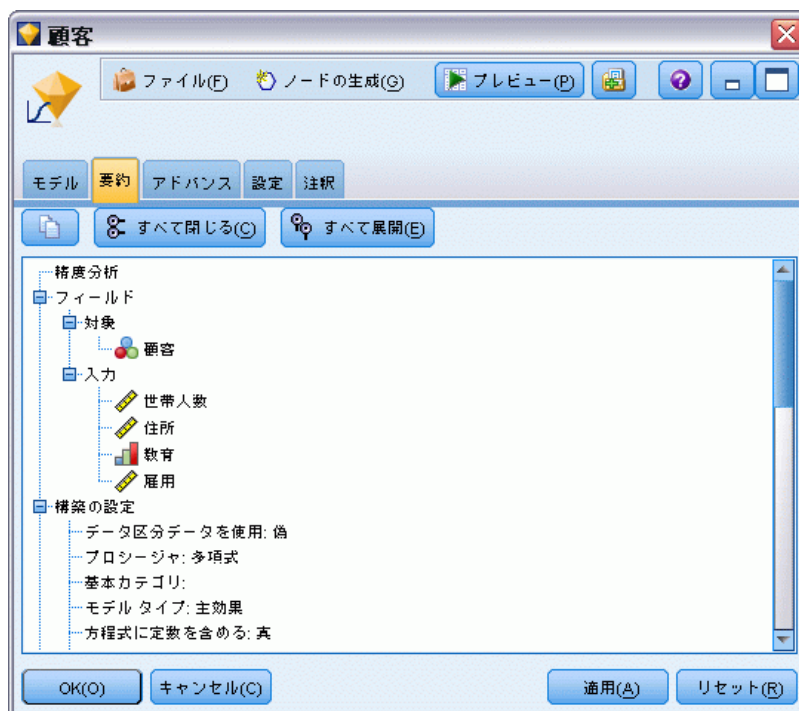 顧客
ファイル(F) ノードの生成(G) プレビュー(P)
モデル 要約 アドバンス 設定 注釈
すべて閉じる(C) すべて展開(E)
精度分析
フィールド
対象
顧客
入力
世帯人数
住所
教育
雇用
構築の設定
データ区分データを使用: 偽
プロシージャ: 多項式
基本カテゴリ:
モデル タイプ: 主効果
方程式に定数を含める: 真
OK(O) キャンセル(C) 適用(A) リセット(R)